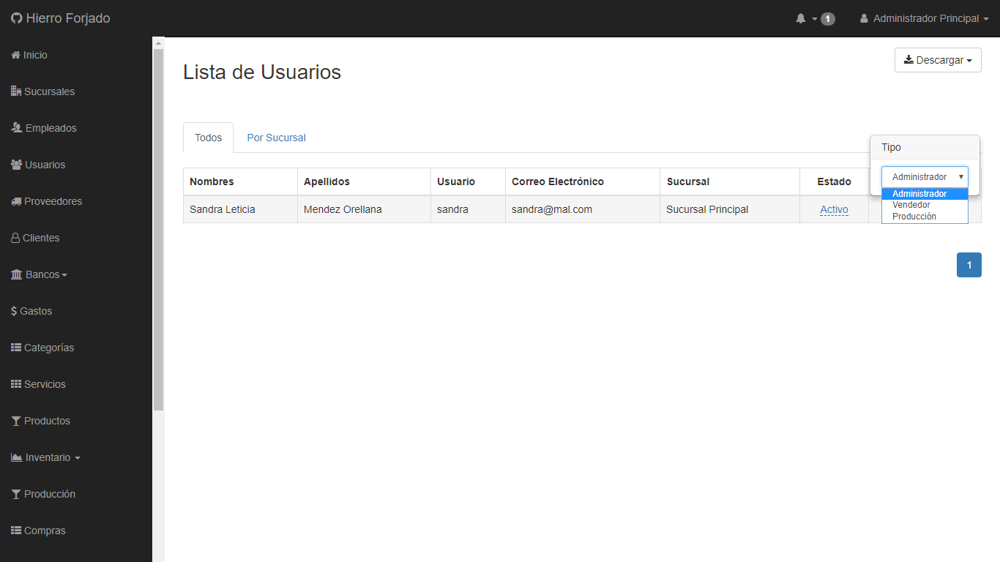 Hierro Forjado
1
Administrador Principal
Inicio
Sucursales
Empleados
Usuarios
Proveedores
Clientes
Bancos
Gastos
Categorías
Servicios
Productos
Inventario
Producción
Compras
Lista de Usuarios
Descargar
Todos
Por Sucursal
Tipo
Administrador
Administrador
Vendedor
Producción
Nombres Apellidos Usuario Correo Electrónico Sucursal Estado
Sandra Leticia Mendez Orellana sandra sandra@mal.com Sucursal Principal Activo
1